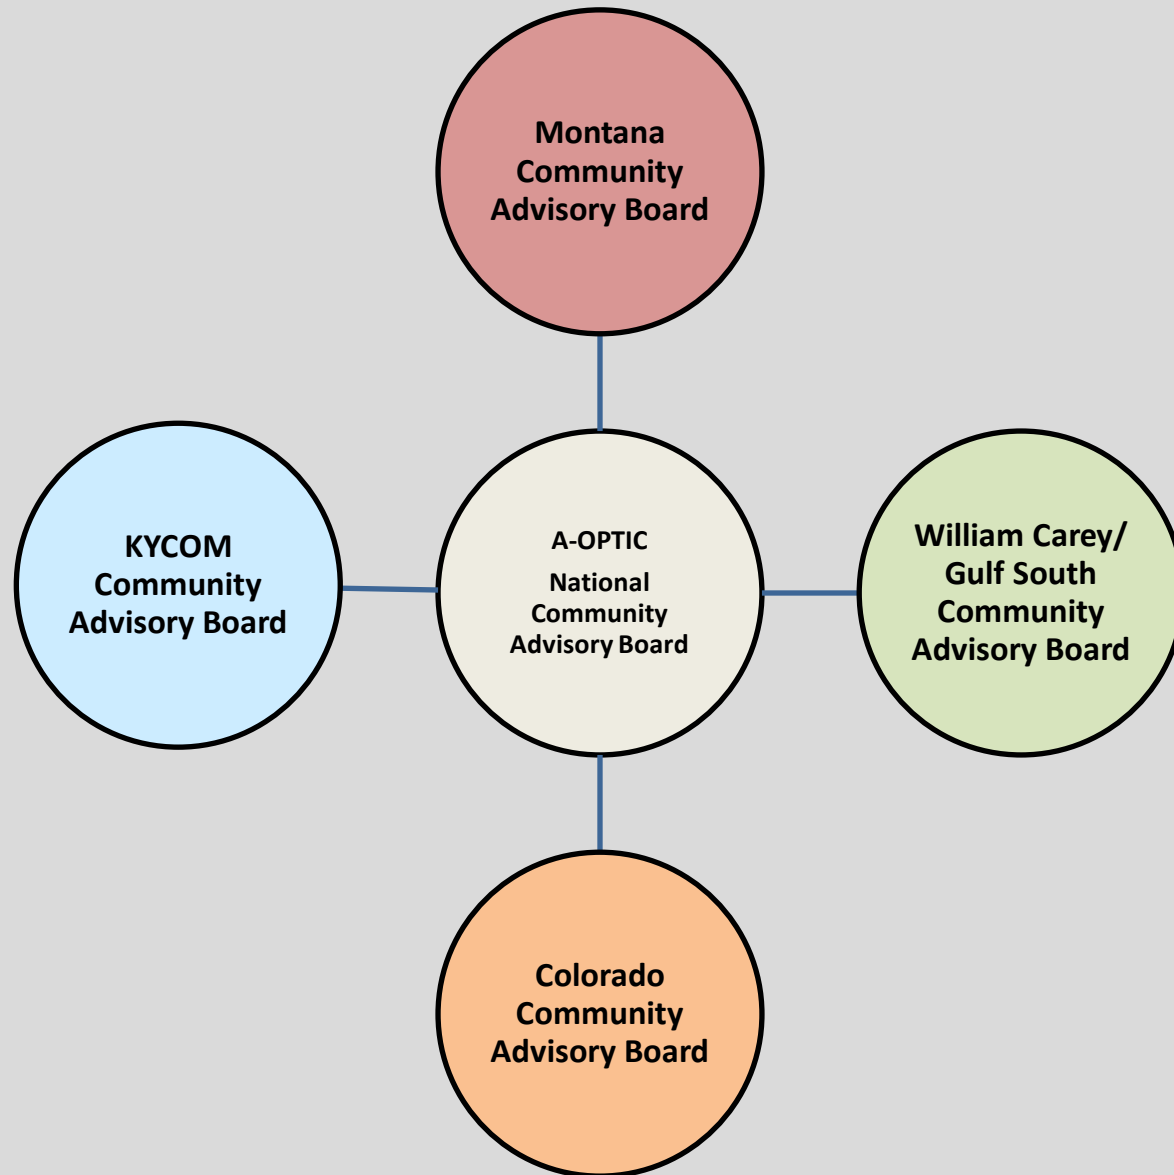 Montana
Community
Advisory Board
KYCOM
Community
Advisory Board
A-OPTIC
National
Community
Advisory Board
William Carey/
Gulf South
Community
Advisory Board
Colorado
Community
Advisory Board